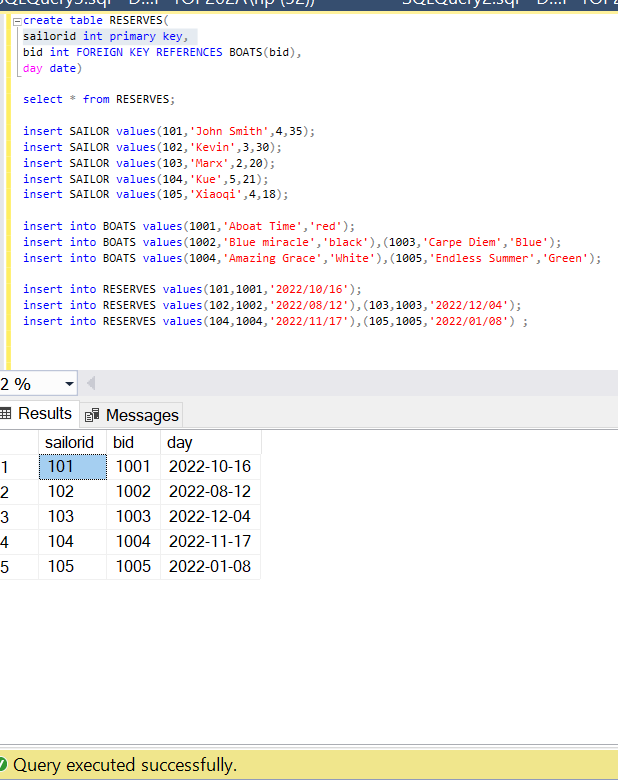 create table RESERVES(
sailorid int primary key,
bid int FOREIGN KEY REFERENCES BOATS(bid),
day date)
select * from RESERVES;
insert SAILOR values(101,'John Smith',4,35);
insert SAILOR values(102,'Kevin',3,30);
insert SAILOR values(103,'Marx',2,20);
insert SAILOR values(104,'Kue',5,21);
insert SAILOR values(105,'Xiaoqi',4,18);
insert into BOATS values(1001,'Aboat Time','red');
insert into BOATS values(1002,'Blue miracle','black'),(1003,'Carpe Diem','Blue');
insert into BOATS values(1004,'Amazing Grace','White'),(1005,'Endless Summer','Green');
insert into RESERVES values(101,1001,'2022/10/16');
insert into RESERVES values(102,1002,'2022/08/12'),(103,1003,'2022/12/04');
insert into RESERVES values(104,1004,'2022/11/17'),(105,1005,'2022/01/08') ;
2 %
Results Messages
sailorid bid day
1 101 1001 2022-10-16
2 102 1002 2022-08-12
3 103 1003 2022-12-04
4 104 1004 2022-11-17
5 105 1005 2022-01-08
Query executed successfully.